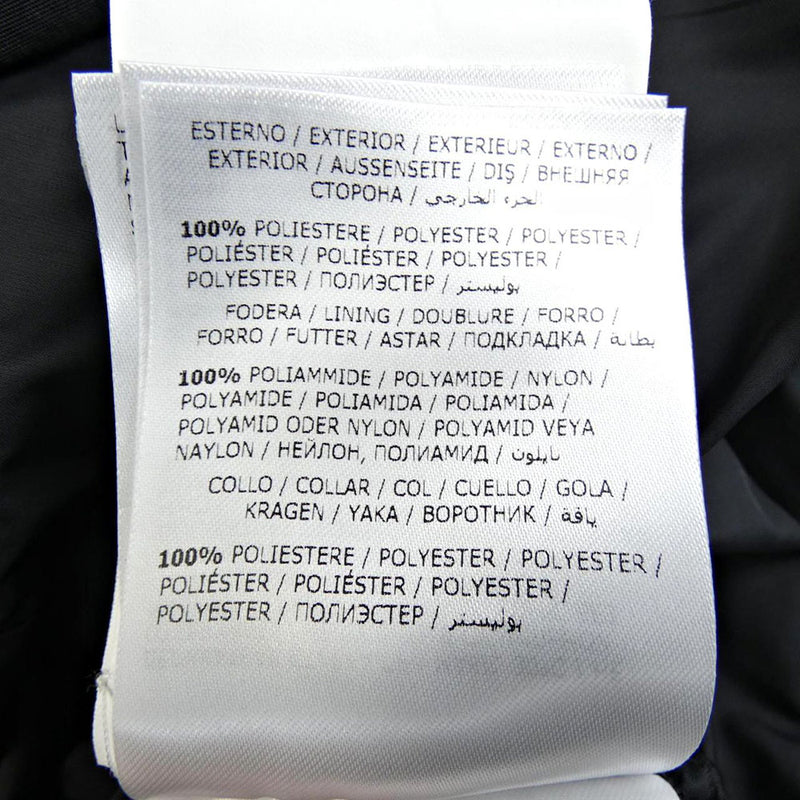 ESTERNO / EXTERIOR / EXTERIEUR / EXTERNO /
EXTERIOR / AUSSENSEITE / DIŞ / ВНЕШНЯЯ
СТОРОНА / الجزء الخارجي
100% POLIESTERE / POLYESTER / POLYESTER /
POLIÉSTER / POLIÉSTER / POLYESTER /
POLYESTER / ПОЛИЭСТЕР / بوليستر
FODERA / LINING / DOUBLURE / FORRO /
FORRO / FUTTER / ASTAR / ПОДКЛАДКА / بطانة
100% POLIAMMIDE / POLYAMIDE / NYLON /
POLYAMIDE / POLIAMIDA / POLIAMIDA /
POLYAMID ODER NYLON / POLYAMID VEYA
NAYLON / НЕЙЛОН, ПОЛИАМИД / نايلون
COLLO / COLLAR / COL / CUELLO / GOLA /
KRAGEN / YAKA / ВОРОТНИК / ياقة
100% POLIESTERE / POLYESTER / POLYESTER /
POLIÉSTER / POLIÉSTER / POLYESTER /
POLYESTER / ПОЛИЭСТЕР / بوليستر